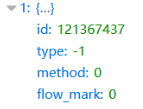 1: {…}
id: 121367437
type: -1
method: 0
flow_mark: 0